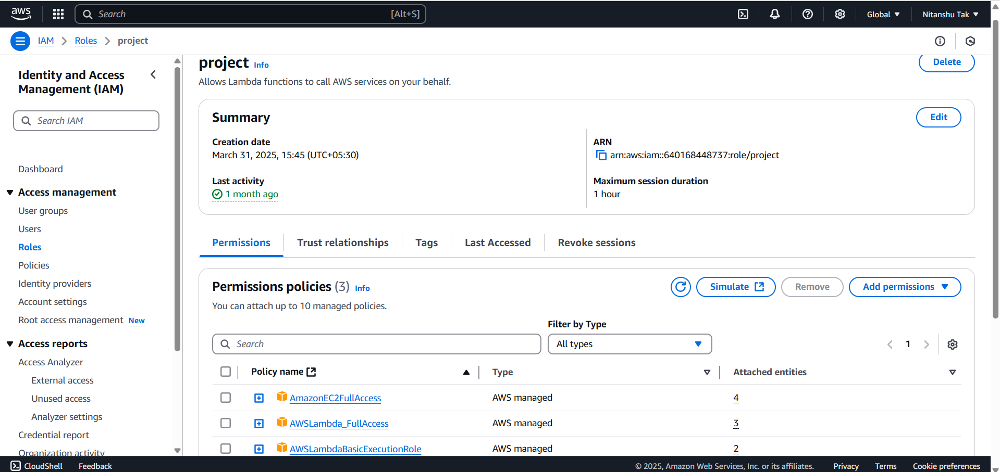 aws
Search [Alt+S]
Global
Nitanshu Tak
IAM
Roles
project
Identity and Access
Management (IAM)
Search IAM
Dashboard
Access management
User groups
Users
Roles
Policies
Identity providers
Account settings
Root access management New
Access reports
Access Analyzer
External access
Unused access
Analyzer settings
Credential report
Organization activity
project Info
Delete
Allows Lambda functions to call AWS services on your behalf.
Summary
Edit
Creation date
March 31, 2025, 15:45 (UTC+05:30)
ARN
arn:aws:iam::640168448737:role/project
Last activity
1 month ago
Maximum session duration
1 hour
Permissions
Trust relationships
Tags
Last Accessed
Revoke sessions
Permissions policies (3) Info
Simulate
Remove
Add permissions
You can attach up to 10 managed policies.
Filter by Type
Search
All types
1
Policy name
Type
Attached entities
AmazonEC2FullAccess AWS managed 4
AWSLambda_FullAccess AWS managed 3
AWSLambdaBasicExecutionRole AWS managed 2
CloudShell
Feedback
© 2025, Amazon Web Services, Inc. or its affiliates.
Privacy
Terms
Cookie preferences